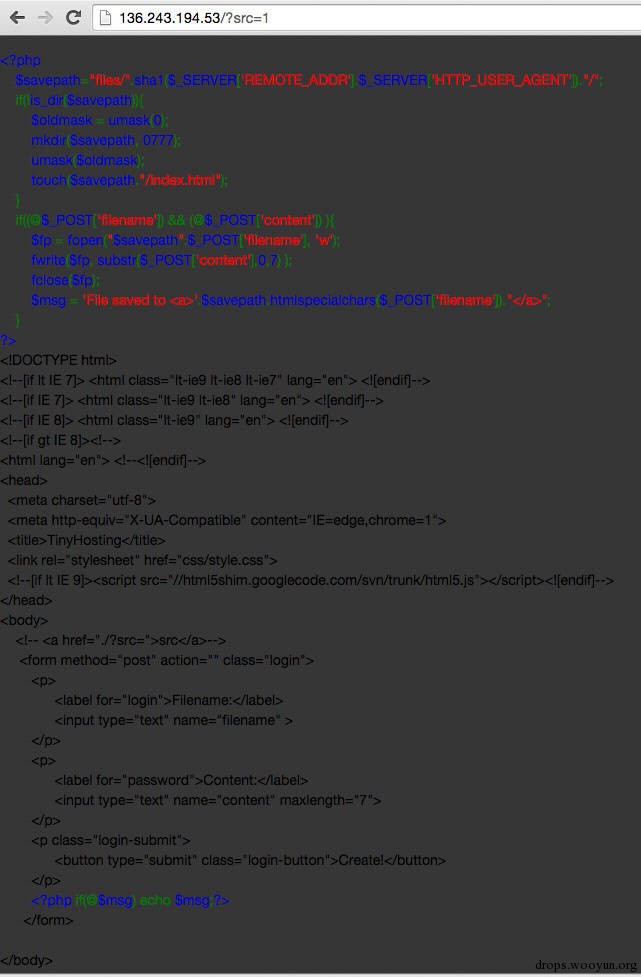 136.243.194.53/?src=1
<?php
$savepath="files/".sha1($_SERVER['REMOTE_ADDR'].$_SERVER['HTTP_USER_AGENT'])."/";
if(!is_dir($savepath)){
$oldmask = umask(0);
mkdir($savepath, 0777);
umask($oldmask);
touch($savepath."/index.html");
}
if((@$_POST['filename']) && (@$_POST['content']) ){
$fp = fopen("$savepath".$_POST['filename'], 'w');
fwrite($fp, substr($_POST['content'],0,7) );
fclose($fp);
$msg = 'File saved to <a>'.$savepath.htmlspecialchars($_POST['filename'])."</a>";
}
?>
<!DOCTYPE html>
<!--[if lt IE 7]> <html class="lt-ie9 lt-ie8 lt-ie7" lang="en"> <![endif]-->
<!--[if IE 7]> <html class="lt-ie9 lt-ie8" lang="en"> <![endif]-->
<!--[if IE 8]> <html class="lt-ie9" lang="en"> <![endif]-->
<!--[if gt IE 8]><!-->
<html lang="en"> <!--<![endif]-->
<head>
<meta charset="utf-8">
<meta http-equiv="X-UA-Compatible" content="IE=edge,chrome=1">
<title>TinyHosting</title>
<link rel="stylesheet" href="css/style.css">
<!--[if lt IE 9]><script src="//html5shim.googlecode.com/svn/trunk/html5.js"></script><![endif]-->
</head>
<body>
<!-- <a href="./?src=">src</a>-->
<form method="post" action="" class="login">
<p>
<label for="login">Filename:</label>
<input type="text" name="filename" >
</p>
<p>
<label for="password">Content:</label>
<input type="text" name="content" maxlength="7">
</p>
<p class="login-submit">
<button type="submit" class="login-button">Create!</button>
</p>
<?php if(@$msg) echo $msg;?>
</form>
</body>
drops.wooyun.org